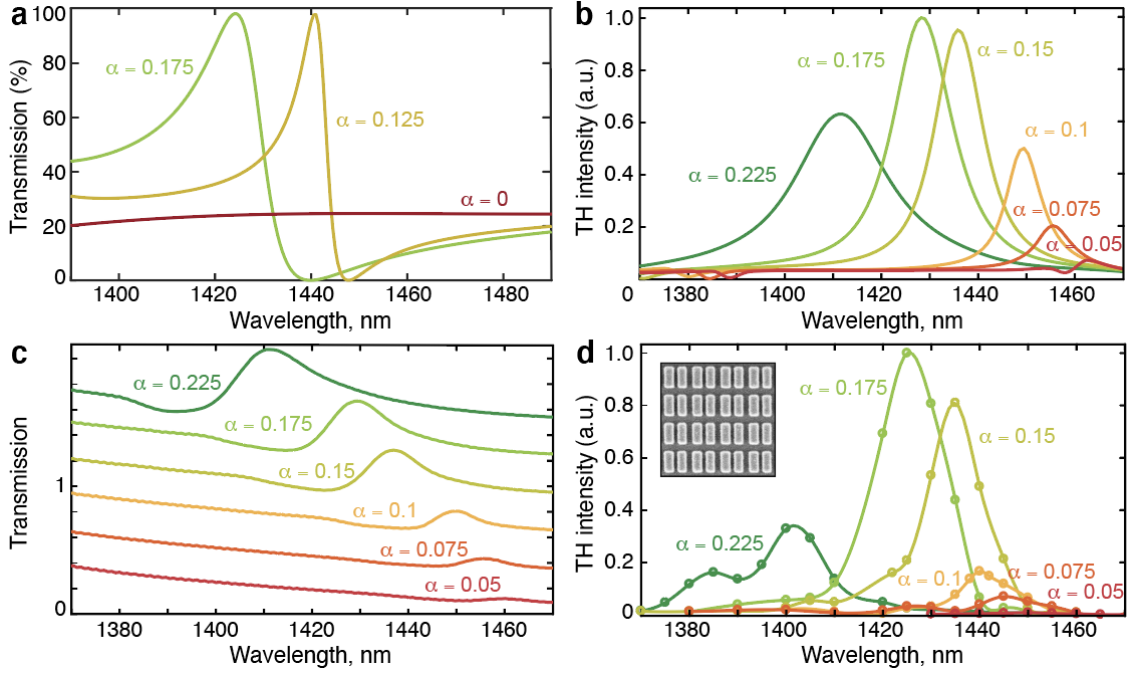 a
100
80
60
40
20
0
Transmission (%)
α = 0.175
α = 0.125
α = 0
1400
1420
1440
1460
1480
Wavelength, nm
b
1.0
0.8
0.6
0.4
0.2
0
TH intensity (a.u.)
α = 0.175
α = 0.15
α = 0.1
α = 0.225
α = 0.075
α = 0.05
1380
1400
1420
1440
1460
Wavelength, nm
c
1
0
Transmission
α = 0.225
α = 0.175
α = 0.15
α = 0.1
α = 0.075
α = 0.05
1380
1400
1420
1440
1460
Wavelength, nm
d
1.0
0.8
0.6
0.4
0.2
0
TH intensity (a.u.)
α = 0.175
α = 0.15
α = 0.225
α = 0.1
α = 0.075
α = 0.05
1380
1400
1420
1440
1460
Wavelength, nm